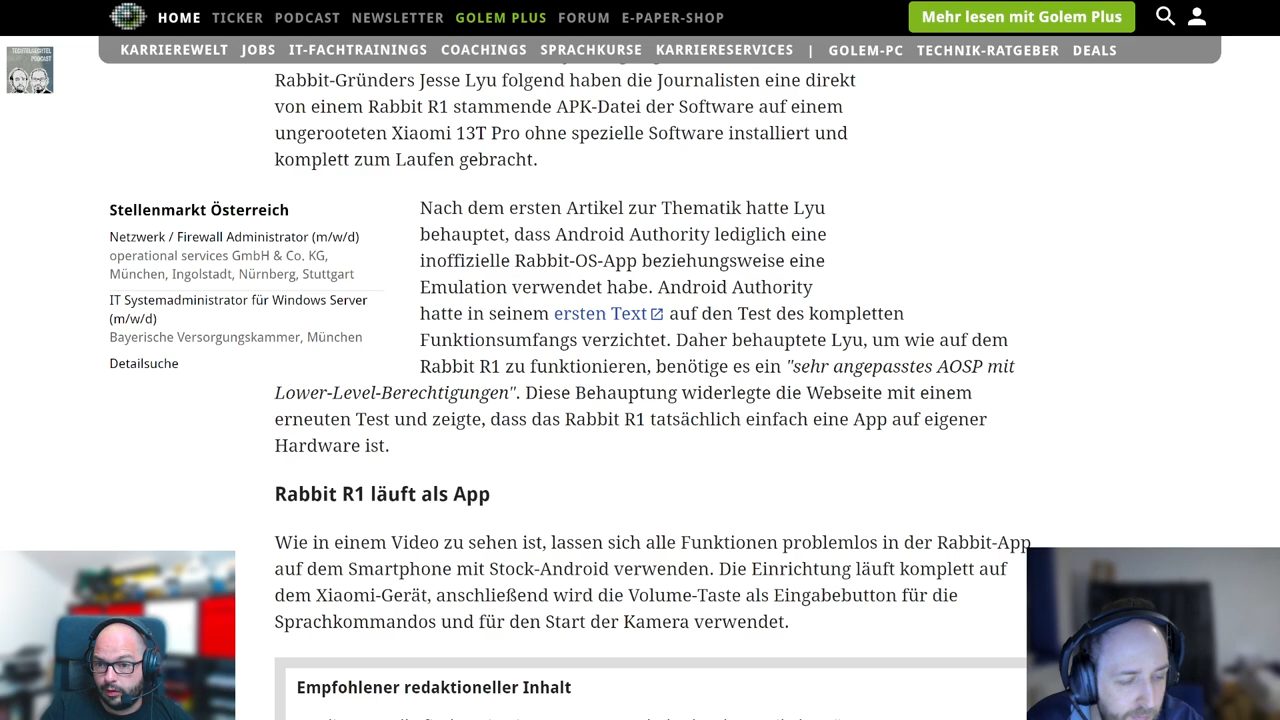 HOME TICKER PODCAST NEWSLETTER GOLEM PLUS FORUM E-PAPER-SHOP Mehr lesen mit Golem Plus
KARRIEREWELT JOBS IT-FACHTRAININGS COACHINGS SPRACHKURSE KARRIERESERVICES | GOLEM-PC TECHNIK-RATGEBER DEALS
Rabbit-Gründers Jesse Lyu folgend haben die Journalisten eine direkt
von einem Rabbit R1 stammende APK-Datei der Software auf einem
ungerooteten Xiaomi 13T Pro ohne spezielle Software installiert und
komplett zum Laufen gebracht.
Stellenmarkt Österreich
Netzwerk / Firewall Administrator (m/w/d)
operational services GmbH & Co. KG,
München, Ingolstadt, Nürnberg, Stuttgart
IT Systemadministrator für Windows Server
(m/w/d)
Bayerische Versorgungskammer, München
Detailsuche
Nach dem ersten Artikel zur Thematik hatte Lyu
behauptet, dass Android Authority lediglich eine
inoffizielle Rabbit-OS-App beziehungsweise eine
Emulation verwendet habe. Android Authority
hatte in seinem ersten Text auf den Test des kompletten
Funktionsumfangs verzichtet. Daher behauptete Lyu, um wie auf dem
Rabbit R1 zu funktionieren, benötige es ein "sehr angepasstes AOSP mit
Lower-Level-Berechtigungen". Diese Behauptung widerlegte die Webseite mit einem
erneuten Test und zeigte, dass das Rabbit R1 tatsächlich einfach eine App auf eigener
Hardware ist.
Rabbit R1 läuft als App
Wie in einem Video zu sehen ist, lassen sich alle Funktionen problemlos in der Rabbit-App
auf dem Smartphone mit Stock-Android verwenden. Die Einrichtung läuft komplett auf
dem Xiaomi-Gerät, anschließend wird die Volume-Taste als Eingabebutton für die
Sprachkommandos und für den Start der Kamera verwendet.
Empfohlener redaktioneller Inhalt